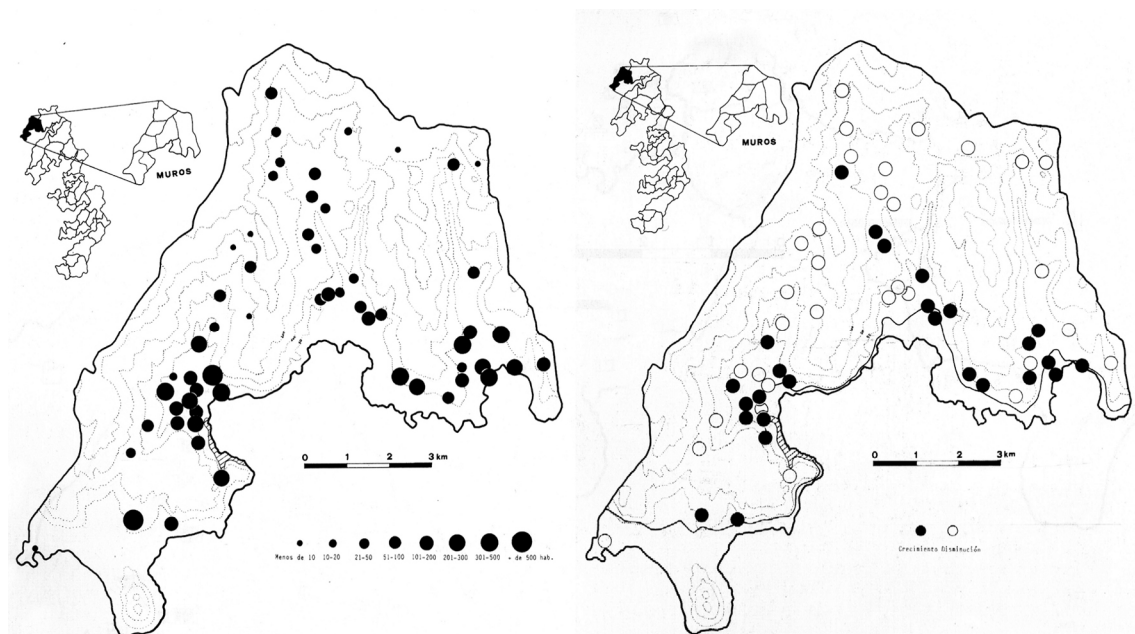 MUROS
0 1 2 3 km
Menos de 10 10-20 21-50 51-100 101-200 201-300 301-500 + de 500 hab.
MUROS
0 1 2 3 km
Crecimiento Disminución